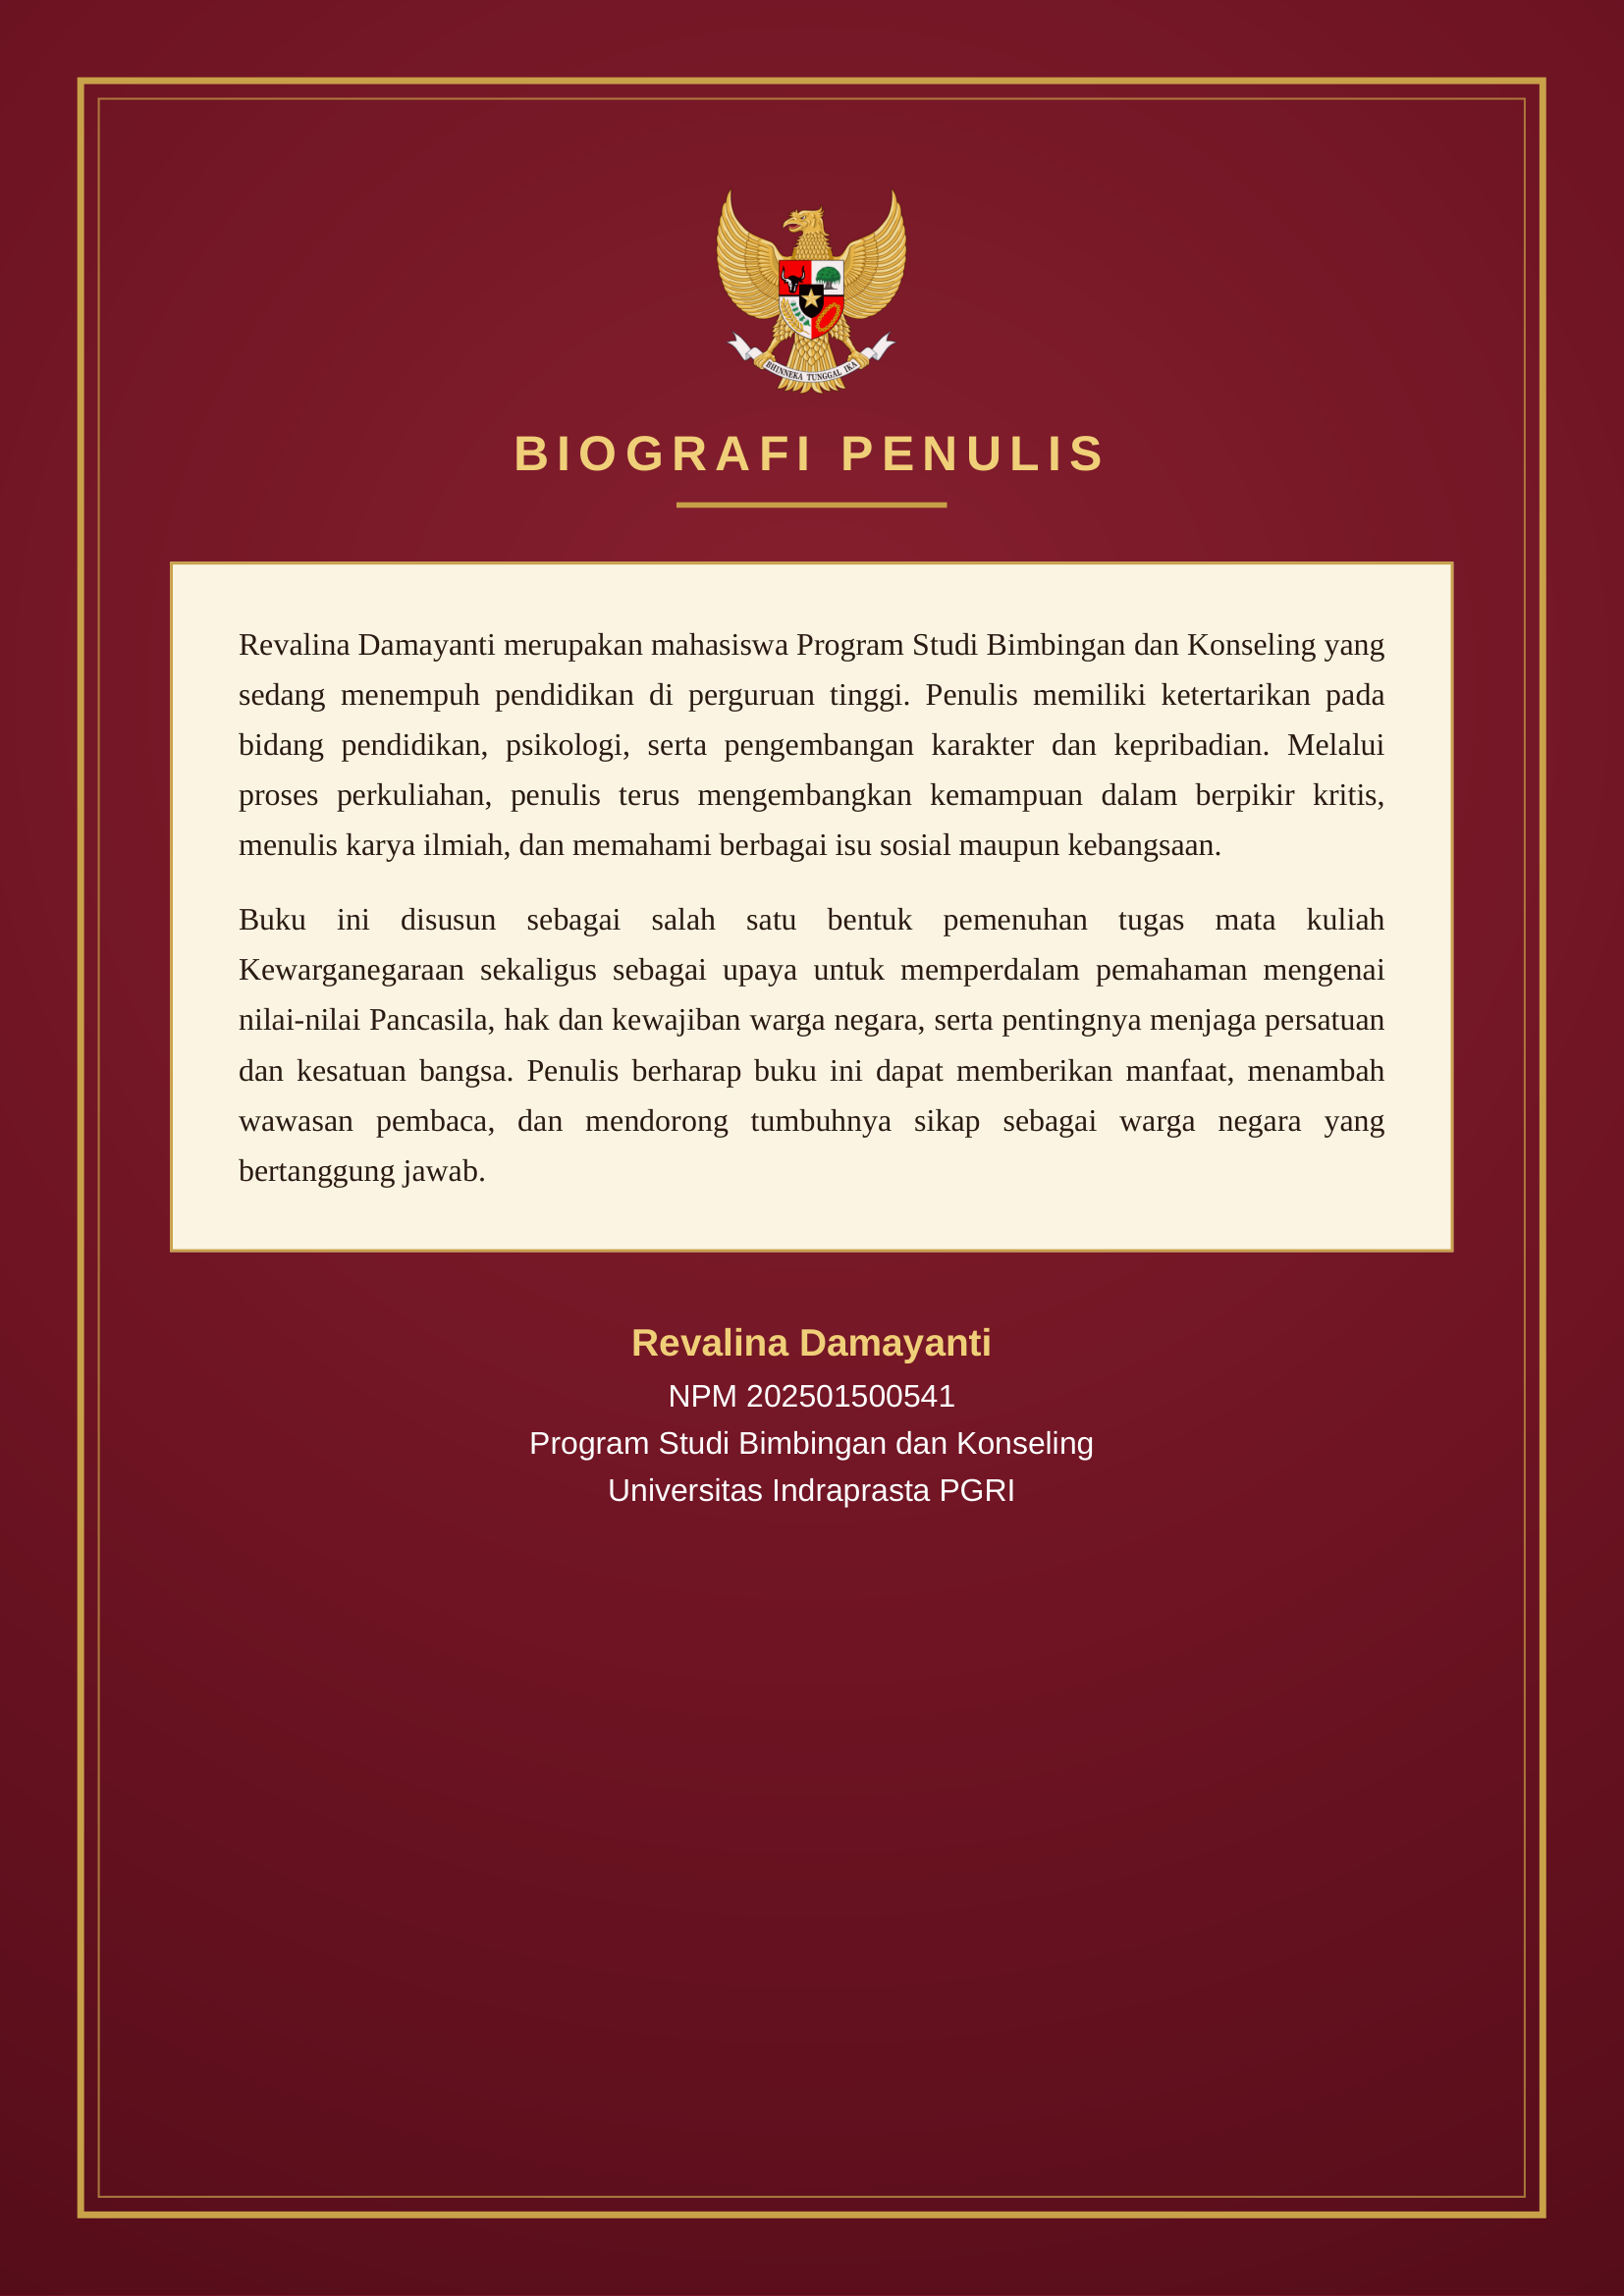 BHINNEKA TUNGGAL IKA
BIOGRAFI PENULIS
Revalina Damayanti merupakan mahasiswa Program Studi Bimbingan dan Konseling yang
sedang menempuh pendidikan di perguruan tinggi. Penulis memiliki ketertarikan pada
bidang pendidikan, psikologi, serta pengembangan karakter dan kepribadian. Melalui
proses perkuliahan, penulis terus mengembangkan kemampuan dalam berpikir kritis,
menulis karya ilmiah, dan memahami berbagai isu sosial maupun kebangsaan.
Buku ini disusun sebagai salah satu bentuk pemenuhan tugas mata kuliah
Kewarganegaraan sekaligus sebagai upaya untuk memperdalam pemahaman mengenai
nilai-nilai Pancasila, hak dan kewajiban warga negara, serta pentingnya menjaga persatuan
dan kesatuan bangsa. Penulis berharap buku ini dapat memberikan manfaat, menambah
wawasan pembaca, dan mendorong tumbuhnya sikap sebagai warga negara yang
bertanggung jawab.
Revalina Damayanti
NPM 202501500541
Program Studi Bimbingan dan Konseling
Universitas Indraprasta PGRI